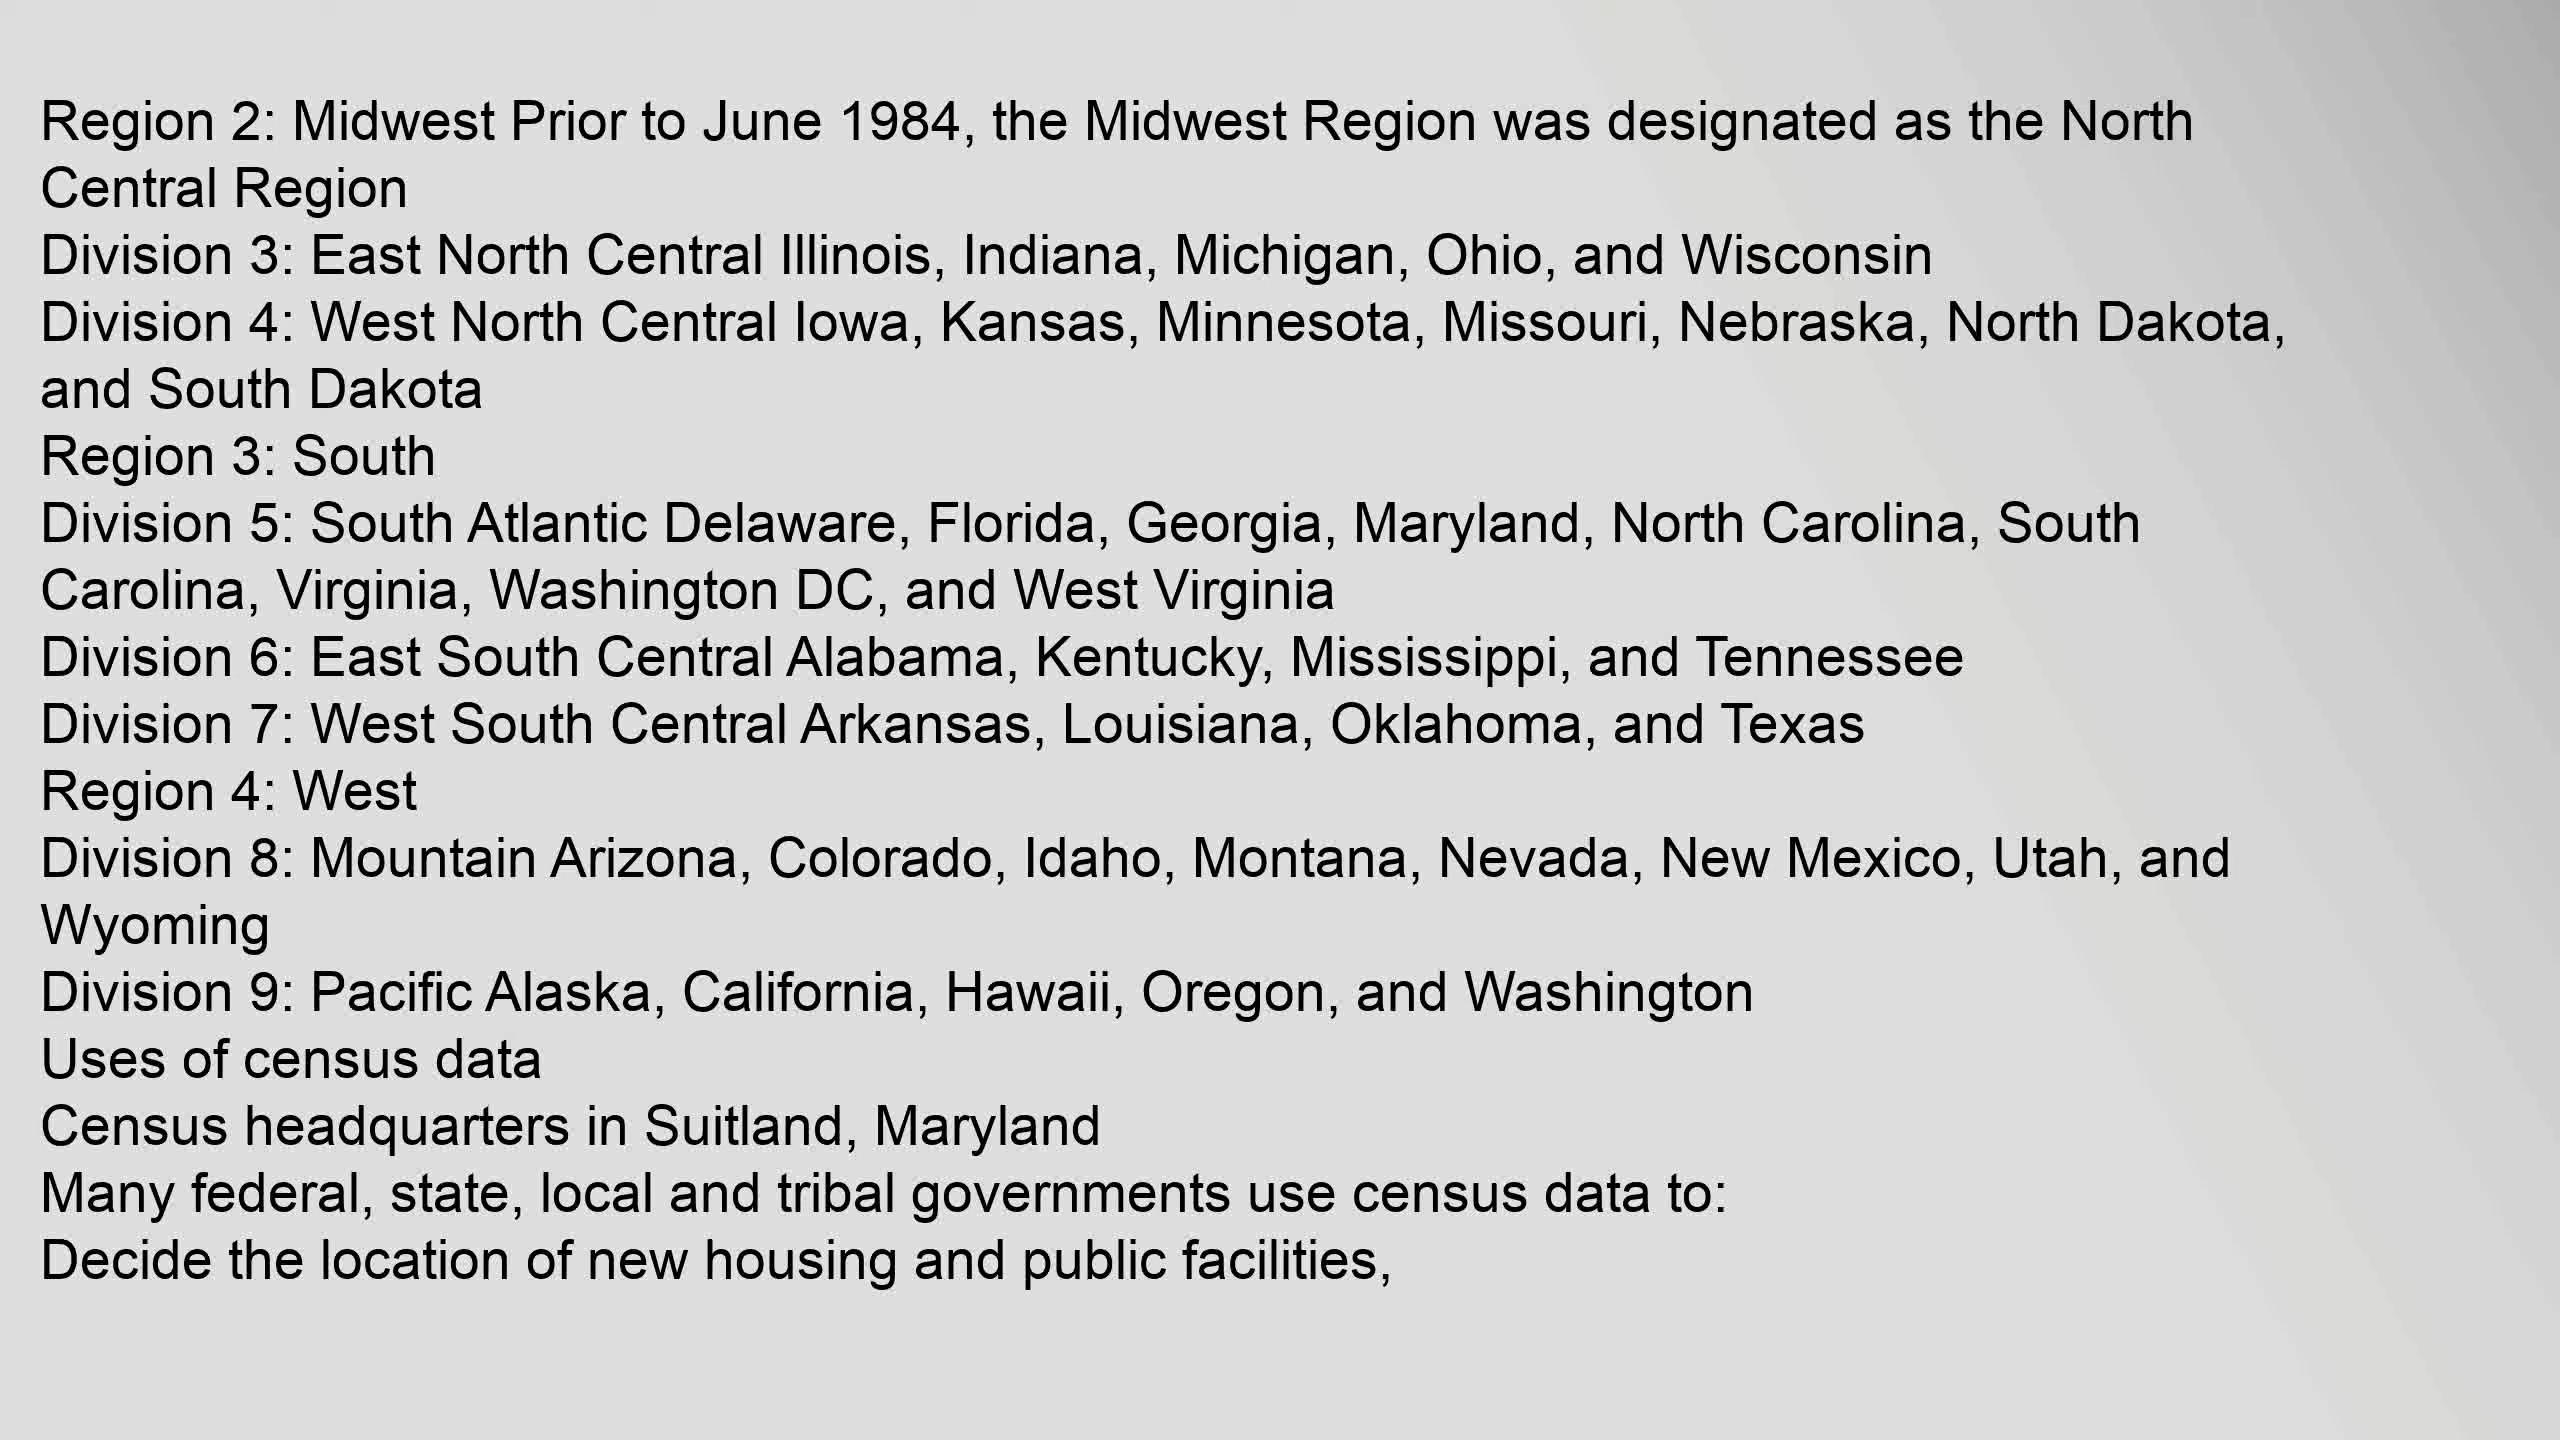 Region 2: Midwest Prior to June 1984, the Midwest Region was designated as the North
Central Region
Division 3: East North Central Illinois, Indiana, Michigan, Ohio, and Wisconsin
Division 4: West North Central Iowa, Kansas, Minnesota, Missouri, Nebraska, North Dakota,
and South Dakota
Region 3: South
Division 5: South Atlantic Delaware, Florida, Georgia, Maryland, North Carolina, South
Carolina, Virginia, Washington DC, and West Virginia
Division 6: East South Central Alabama, Kentucky, Mississippi, and Tennessee
Division 7: West South Central Arkansas, Louisiana, Oklahoma, and Texas
Region 4: West
Division 8: Mountain Arizona, Colorado, Idaho, Montana, Nevada, New Mexico, Utah, and
Wyoming
Division 9: Pacific Alaska, California, Hawaii, Oregon, and Washington
Uses of census data
Census headquarters in Suitland, Maryland
Many federal, state, local and tribal governments use census data to:
Decide the location of new housing and public facilities,